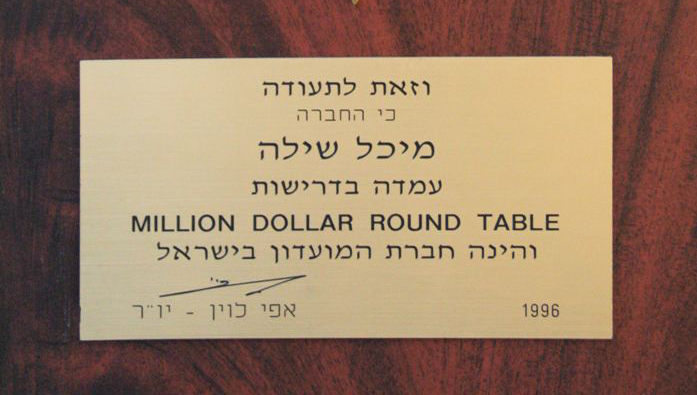 וזאת לתעודה
כי החברה
מיכל שילה
עמדה בדרישות
MILLION DOLLAR ROUND TABLE
והינה חברת המועדון בישראל
אפי לוין - יו"ר
1996